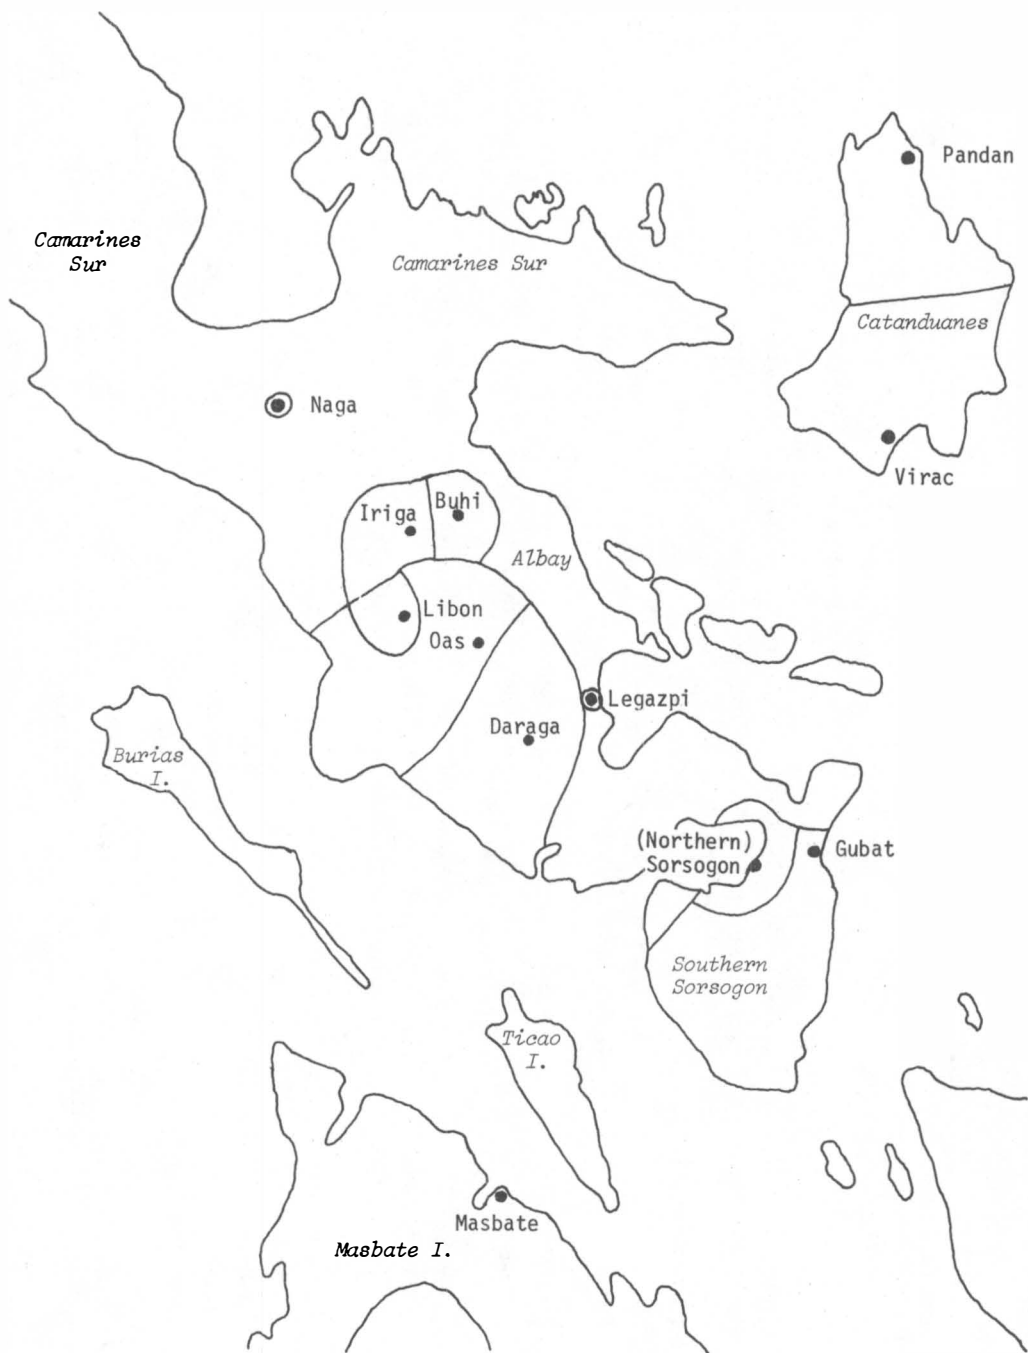 Pandan
Camarines
Sur
Camarines Sur
Catanduanes
Naga
Virac
Iriga
Buhi
Albay
Libon
Oas
Legazpi
Daraga
Burias
I.
(Northern)
Sorsogon
Gubat
Southern
Sorsogon
Ticao
I.
Masbate
Masbate I.